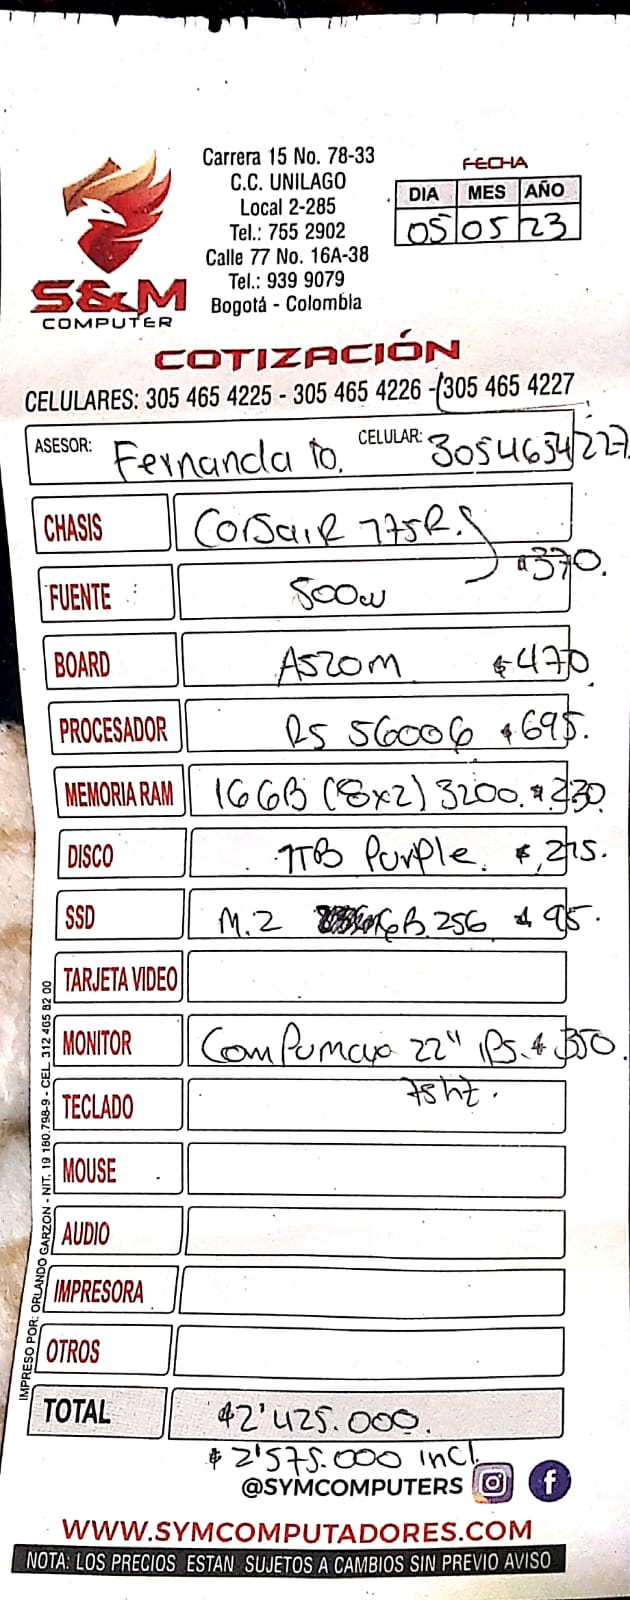 Carrera 15 No. 78-33
C.C. UNILAGO
Local 2-285
Tel.: 755 2902
Calle 77 No. 16A-38
Tel.: 939 9079
Bogotá - Colombia
FECHA
DIA MES AÑO
05 05 23
S&M
COMPUTER
COTIZACIÓN
CELULARES: 305 465 4225 - 305 465 4226 - 305 465 4227
ASESOR: Fernanda CELULAR: 3054654227
CHASIS Corsair 775R.
$370.
FUENTE 500w
BOARD A520M $470
PROCESADOR R5 5600G $695.
MEMORIA RAM 16GB (8x2) 3200. $230
DISCO 1TB Purple. $215.
SSD M.2 GB.256 $95.
TARJETA VIDEO
MONITOR Compumax 22" IPS. $350.
75hz.
TECLADO
MOUSE
AUDIO
IMPRESORA
OTROS
TOTAL $2'425.000.
$2'575.000 incl.
@SYMCOMPUTERS
WWW.SYMCOMPUTADORES.COM
NOTA: LOS PRECIOS ESTAN SUJETOS A CAMBIOS SIN PREVIO AVISO
IMPRESO POR: ORLANDO GARZON - NIT. 19 180.798-9 - CEL. 312 465 82 00